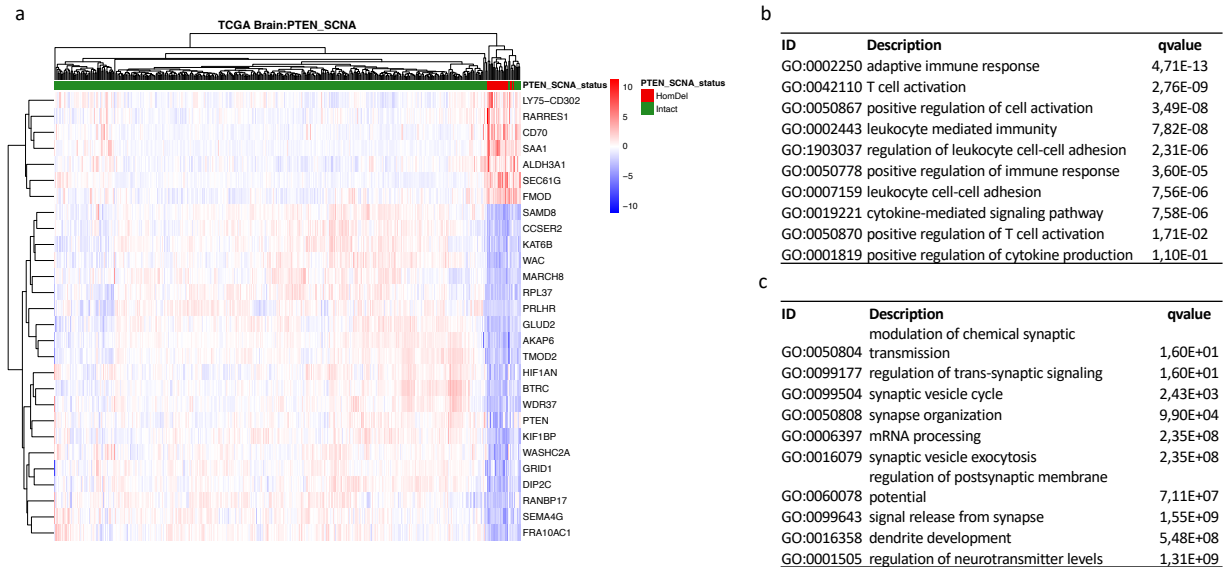 a
TCGA Brain:PTEN_SCNA
PTEN_SCNA_status
LY75−CD302
RARRES1
CD70
SAA1
ALDH3A1
SEC61G
FMOD
SAMD8
CCSER2
KAT6B
WAC
MARCH8
RPL37
PRLHR
GLUD2
AKAP6
TMOD2
HIF1AN
BTRC
WDR37
PTEN
KIF1BP
WASHC2A
GRID1
DIP2C
RANBP17
SEMA4G
FRA10AC1
10
5
0
−5
−10
PTEN_SCNA_status
HomDel
Intact
b
ID Description qvalue
GO:0002250 adaptive immune response 4,71E-13
GO:0042110 T cell activation 2,76E-09
GO:0050867 positive regulation of cell activation 3,49E-08
GO:0002443 leukocyte mediated immunity 7,82E-08
GO:1903037 regulation of leukocyte cell-cell adhesion 2,31E-06
GO:0050778 positive regulation of immune response 3,60E-05
GO:0007159 leukocyte cell-cell adhesion 7,56E-06
GO:0019221 cytokine-mediated signaling pathway 7,58E-06
GO:0050870 positive regulation of T cell activation 1,71E-02
GO:0001819 positive regulation of cytokine production 1,10E-01
c
ID Description qvalue
modulation of chemical synaptic
GO:0050804 transmission 1,60E+01
GO:0099177 regulation of trans-synaptic signaling 1,60E+01
GO:0099504 synaptic vesicle cycle 2,43E+03
GO:0050808 synapse organization 9,90E+04
GO:0006397 mRNA processing 2,35E+08
GO:0016079 synaptic vesicle exocytosis 2,35E+08
regulation of postsynaptic membrane
GO:0060078 potential 7,11E+07
GO:0099643 signal release from synapse 1,55E+09
GO:0016358 dendrite development 5,48E+08
GO:0001505 regulation of neurotransmitter levels 1,31E+09